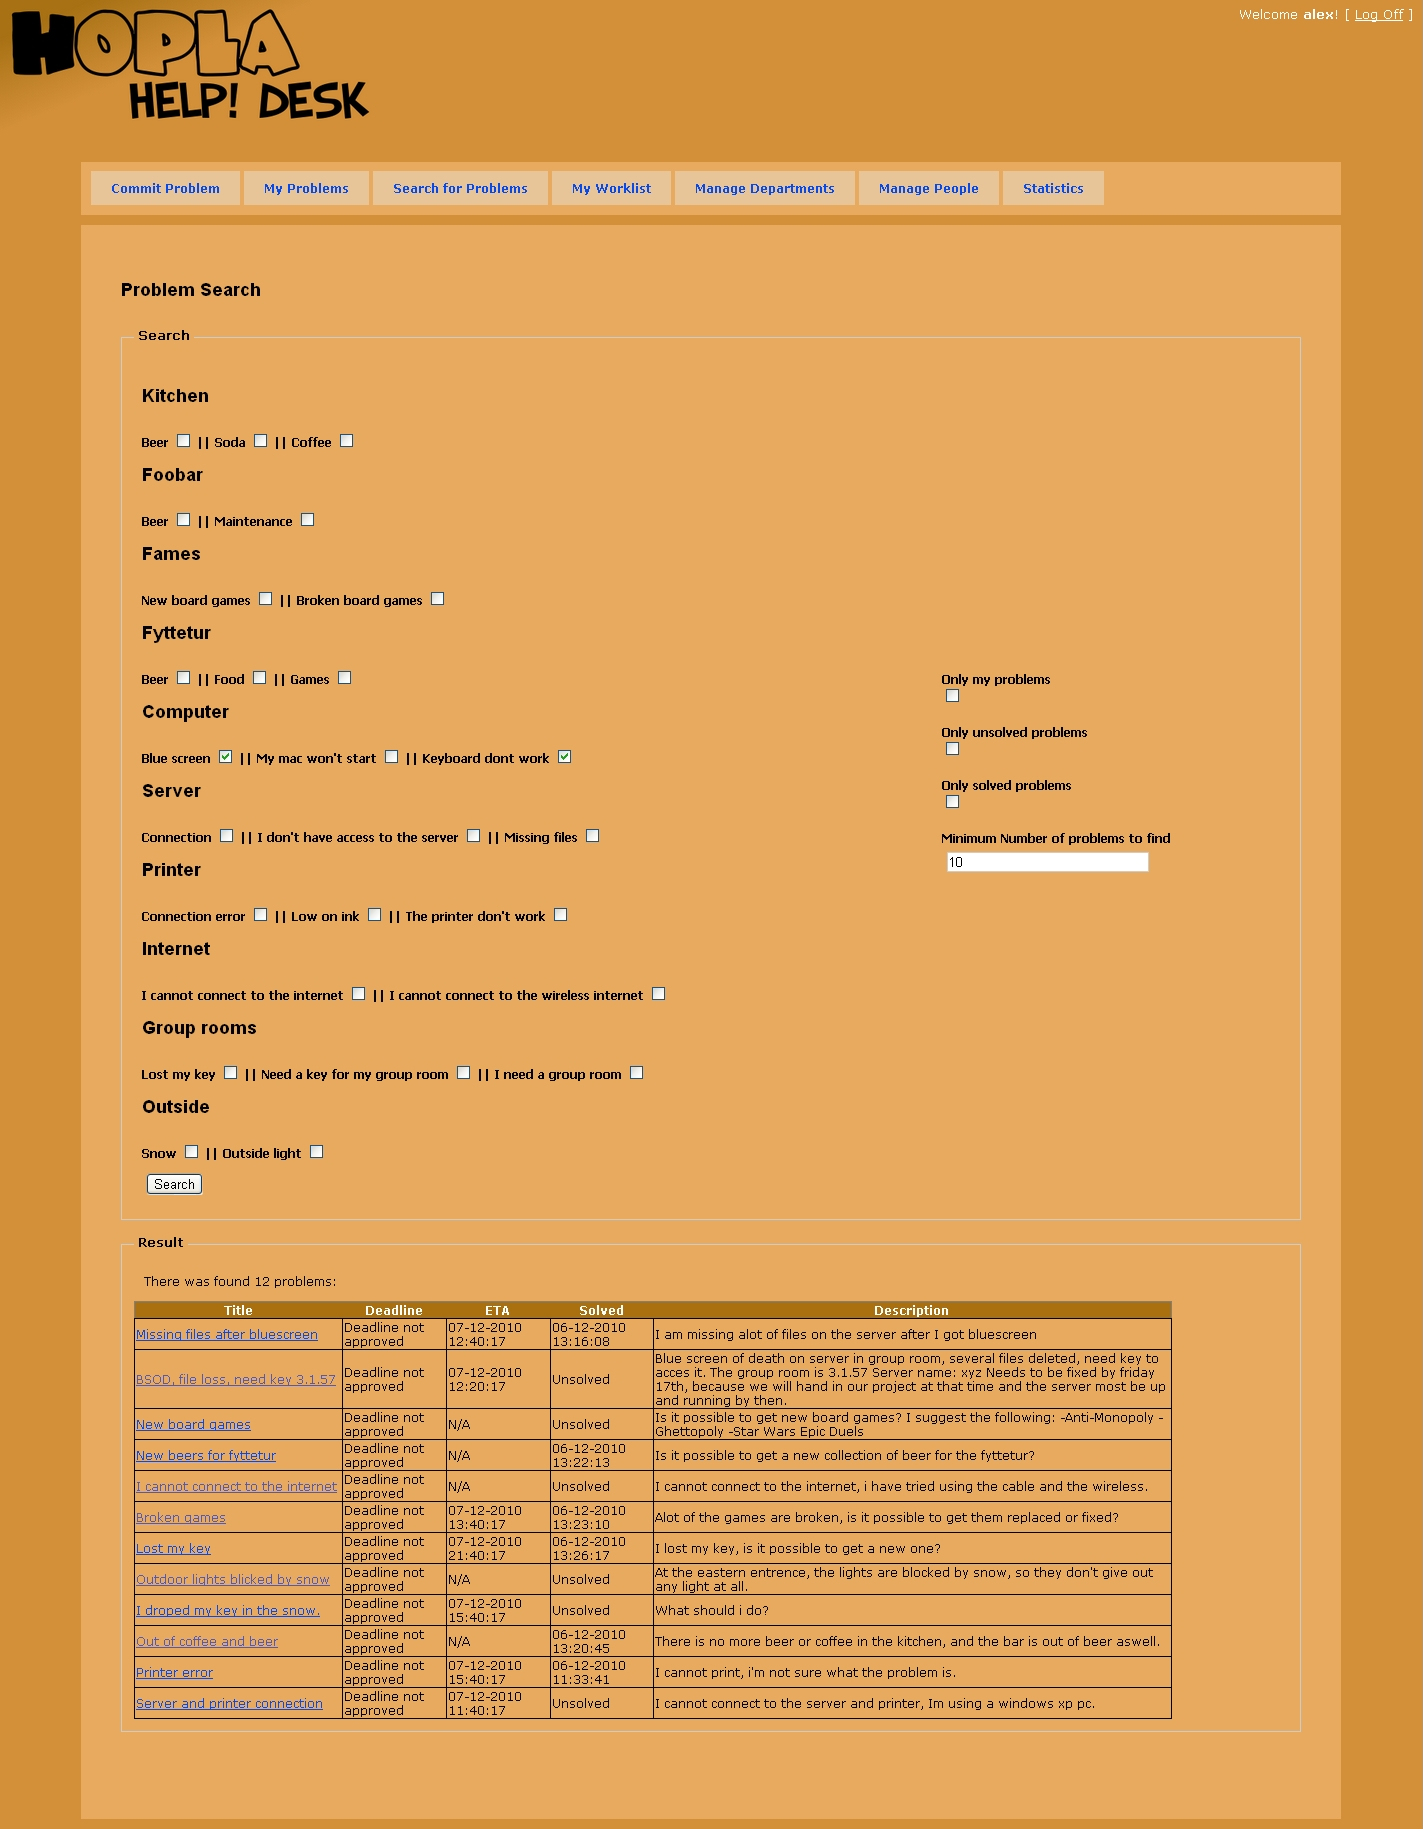 HOPLA
HELP! DESK
Welcome alex! [ Log Off ]
Commit Problem My Problems Search for Problems My Worklist Manage Departments Manage People Statistics
Problem Search
Search
Kitchen
Beer || Soda || Coffee
Foobar
Beer || Maintenance
Fames
New board games || Broken board games
Fyttetur
Beer || Food || Games
Only my problems
Computer
Only unsolved problems
Blue screen || My mac won't start || Keyboard dont work
Only solved problems
Server
Connection || I don't have access to the server || Missing files
Minimum Number of problems to find
10
Printer
Connection error || Low on ink || The printer don't work
Internet
I cannot connect to the internet || I cannot connect to the wireless internet
Group rooms
Lost my key || Need a key for my group room || I need a group room
Outside
Snow || Outside light
Search
Result
There was found 12 problems:
Title Deadline ETA Solved Description
Missing files after bluescreen Deadline not approved 07-12-2010 12:40:17 06-12-2010 13:16:08 I am missing alot of files on the server after I got bluescreen
BSOD, file loss, need key 3.1.57 Deadline not approved 07-12-2010 12:20:17 Unsolved Blue screen of death on server in group room, several files deleted, need key to
acces it. The group room is 3.1.57 Server name: xyz Needs to be fixed by friday
17th, because we will hand in our project at that time and the server most be up
and running by then.
New board games Deadline not approved N/A Unsolved Is it possible to get new board games? I suggest the following: -Anti-Monopoly -
Ghettopoly -Star Wars Epic Duels
New beers for fyttetur Deadline not approved N/A 06-12-2010 13:22:13 Is it possible to get a new collection of beer for the fyttetur?
I cannot connect to the internet Deadline not approved N/A Unsolved I cannot connect to the internet, i have tried using the cable and the wireless.
Broken games Deadline not approved 07-12-2010 13:40:17 06-12-2010 13:23:10 Alot of the games are broken, is it possible to get them replaced or fixed?
Lost my key Deadline not approved 07-12-2010 21:40:17 06-12-2010 13:26:17 I lost my key, is it possible to get a new one?
Outdoor lights blicked by snow Deadline not approved N/A Unsolved At the eastern entrence, the lights are blocked by snow, so they don't give out
any light at all.
I droped my key in the snow. Deadline not approved 07-12-2010 15:40:17 Unsolved What should i do?
Out of coffee and beer Deadline not approved N/A 06-12-2010 13:20:45 There is no more beer or coffee in the kitchen, and the bar is out of beer aswell.
Printer error Deadline not approved 07-12-2010 15:40:17 06-12-2010 11:33:41 I cannot print, i'm not sure what the problem is.
Server and printer connection Deadline not approved 07-12-2010 11:40:17 Unsolved I cannot connect to the server and printer, Im using a windows xp pc.